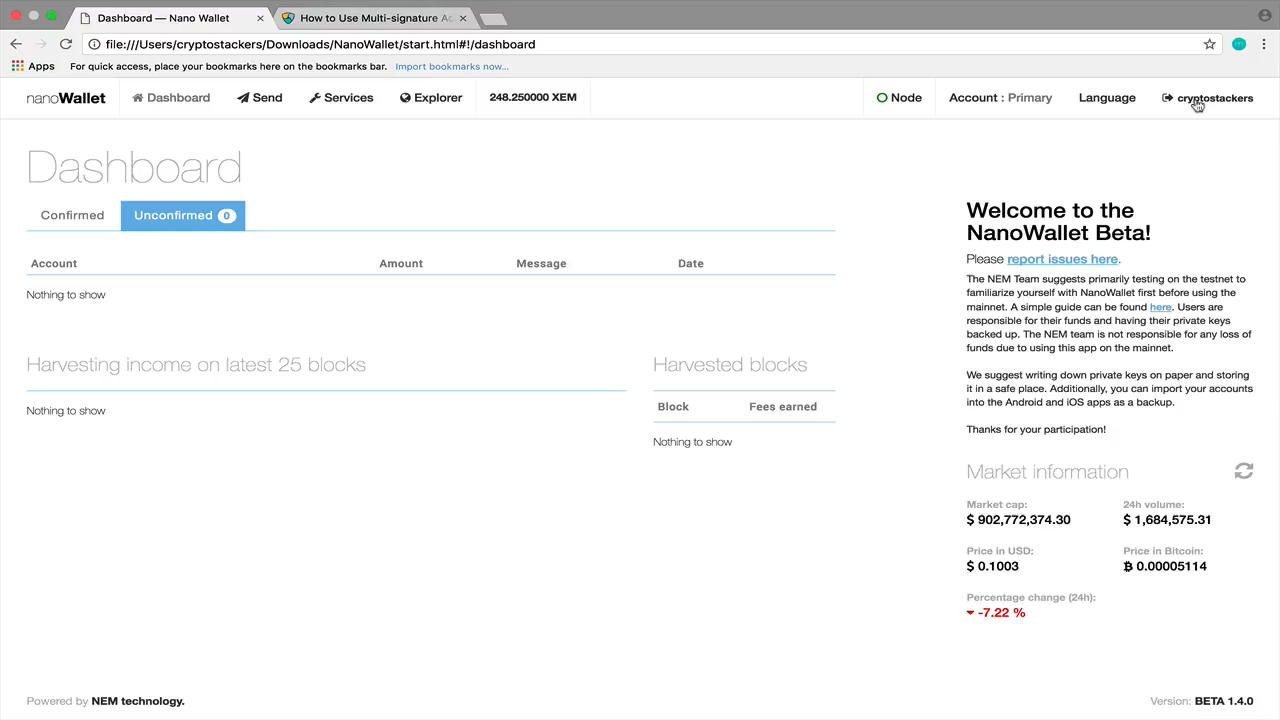 Dashboard — Nano Wallet
How to Use Multi-signature Ac
file:///Users/cryptostackers/Downloads/NanoWallet/start.html#!/dashboard
Apps For quick access, place your bookmarks here on the bookmarks bar. Import bookmarks now...
nanoWallet Dashboard Send Services Explorer 248.250000 XEM Node Account : Primary Language cryptostackers
Dashboard
Confirmed Unconfirmed 0
Account Amount Message Date
Nothing to show
Harvesting income on latest 25 blocks
Nothing to show
Harvested blocks
Block Fees earned
Nothing to show
Welcome to the
NanoWallet Beta!
Please report issues here.
The NEM Team suggests primarily testing on the testnet to
familiarize yourself with NanoWallet first before using the
mainnet. A simple guide can be found here. Users are
responsible for their funds and having their private keys
backed up. The NEM team is not responsible for any loss of
funds due to using this app on the mainnet.
We suggest writing down private keys on paper and storing
it in a safe place. Additionally, you can import your accounts
into the Android and iOS apps as a backup.
Thanks for your participation!
Market information
Market cap: 24h volume:
$ 902,772,374.30 $ 1,684,575.31
Price in USD: Price in Bitcoin:
$ 0.1003 ₿ 0.00005114
Percentage change (24h):
-7.22 %
Powered by NEM technology. Version: BETA 1.4.0